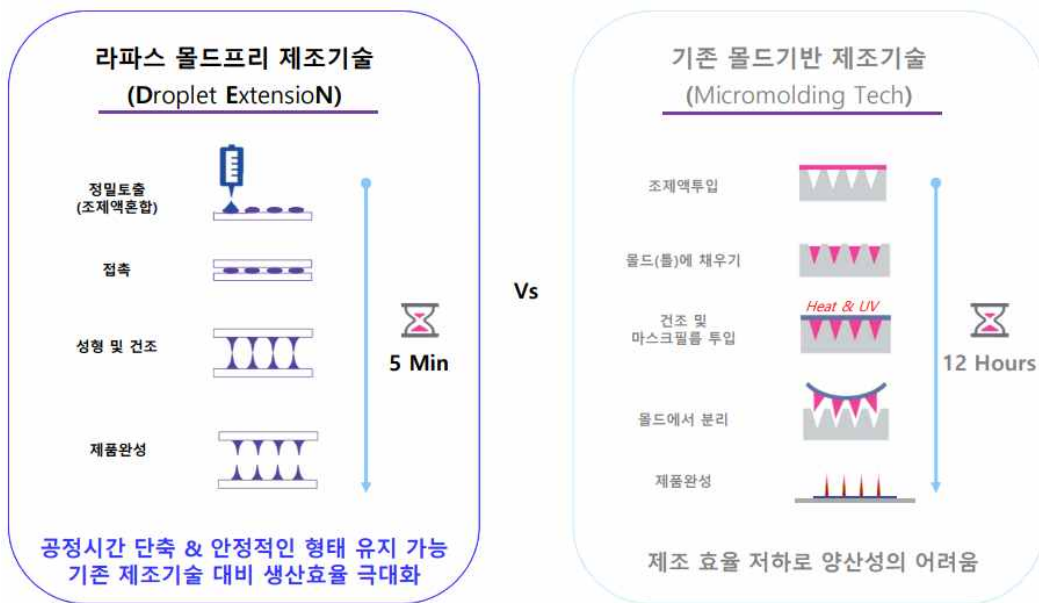 라파스 몰드프리 제조기술
(Droplet ExtensioN)
정밀토출
(조제액혼합)
접촉
성형 및 건조
제품완성
5 Min
공정시간 단축 & 안정적인 형태 유지 가능
기존 제조기술 대비 생산효율 극대화
Vs
기존 몰드기반 제조기술
(Micromolding Tech)
조제액투입
몰드(틀)에 채우기
Heat & UV
건조 및
마스크필름 투입
몰드에서 분리
제품완성
12 Hours
제조 효율 저하로 양산성의 어려움